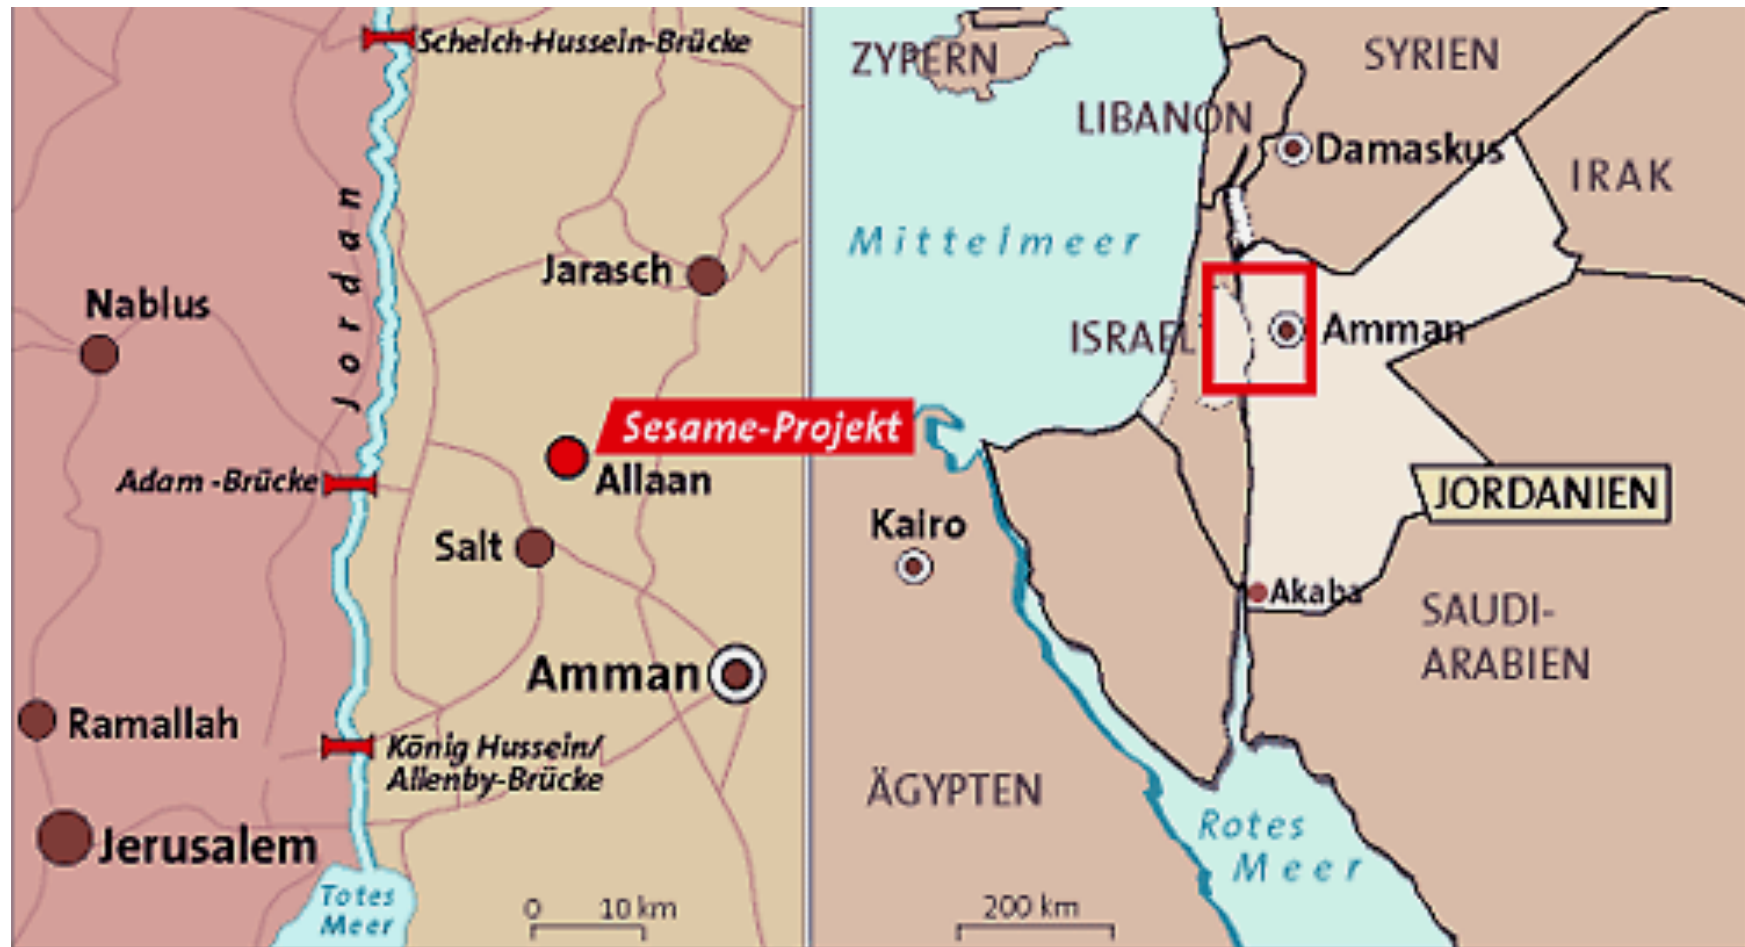 Scheich-Hussein-Brücke
Jordan
Jarasch
Nablus
Sesame-Projekt
Allaan
Adam -Brücke
Salt
Amman
Ramallah
König Hussein/
Allenby-Brücke
Jerusalem
Totes
Meer
0 10 km
ZYPERN
SYRIEN
LIBANON
Damaskus
IRAK
Mittelmeer
ISRAEL
Amman
JORDANIEN
Kairo
Akaba
SAUDI-
ARABIEN
ÄGYPTEN
Rotes
Meer
200 km